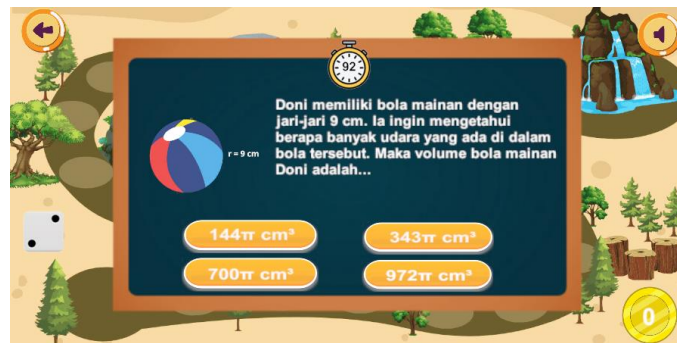 92
Doni memiliki bola mainan dengan
jari-jari 9 cm. Ia ingin mengetahui
berapa banyak udara yang ada di dalam
bola tersebut. Maka volume bola mainan
Doni adalah...
r = 9 cm
144π cm³
343π cm³
700π cm³
972π cm³
0